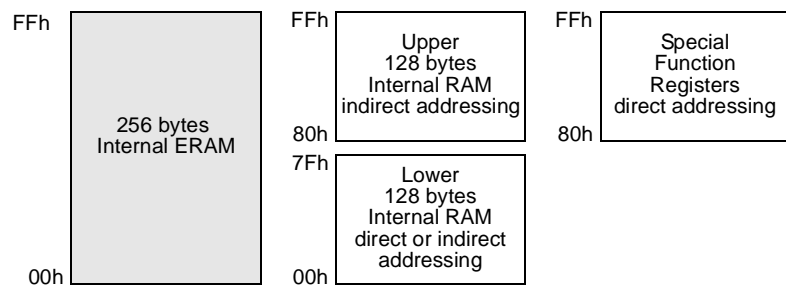 FFh
256 bytes
Internal ERAM
00h
FFh
Upper
128 bytes
Internal RAM
indirect addressing
80h
7Fh
Lower
128 bytes
Internal RAM
direct or indirect
addressing
00h
FFh
Special
Function
Registers
direct addressing
80h